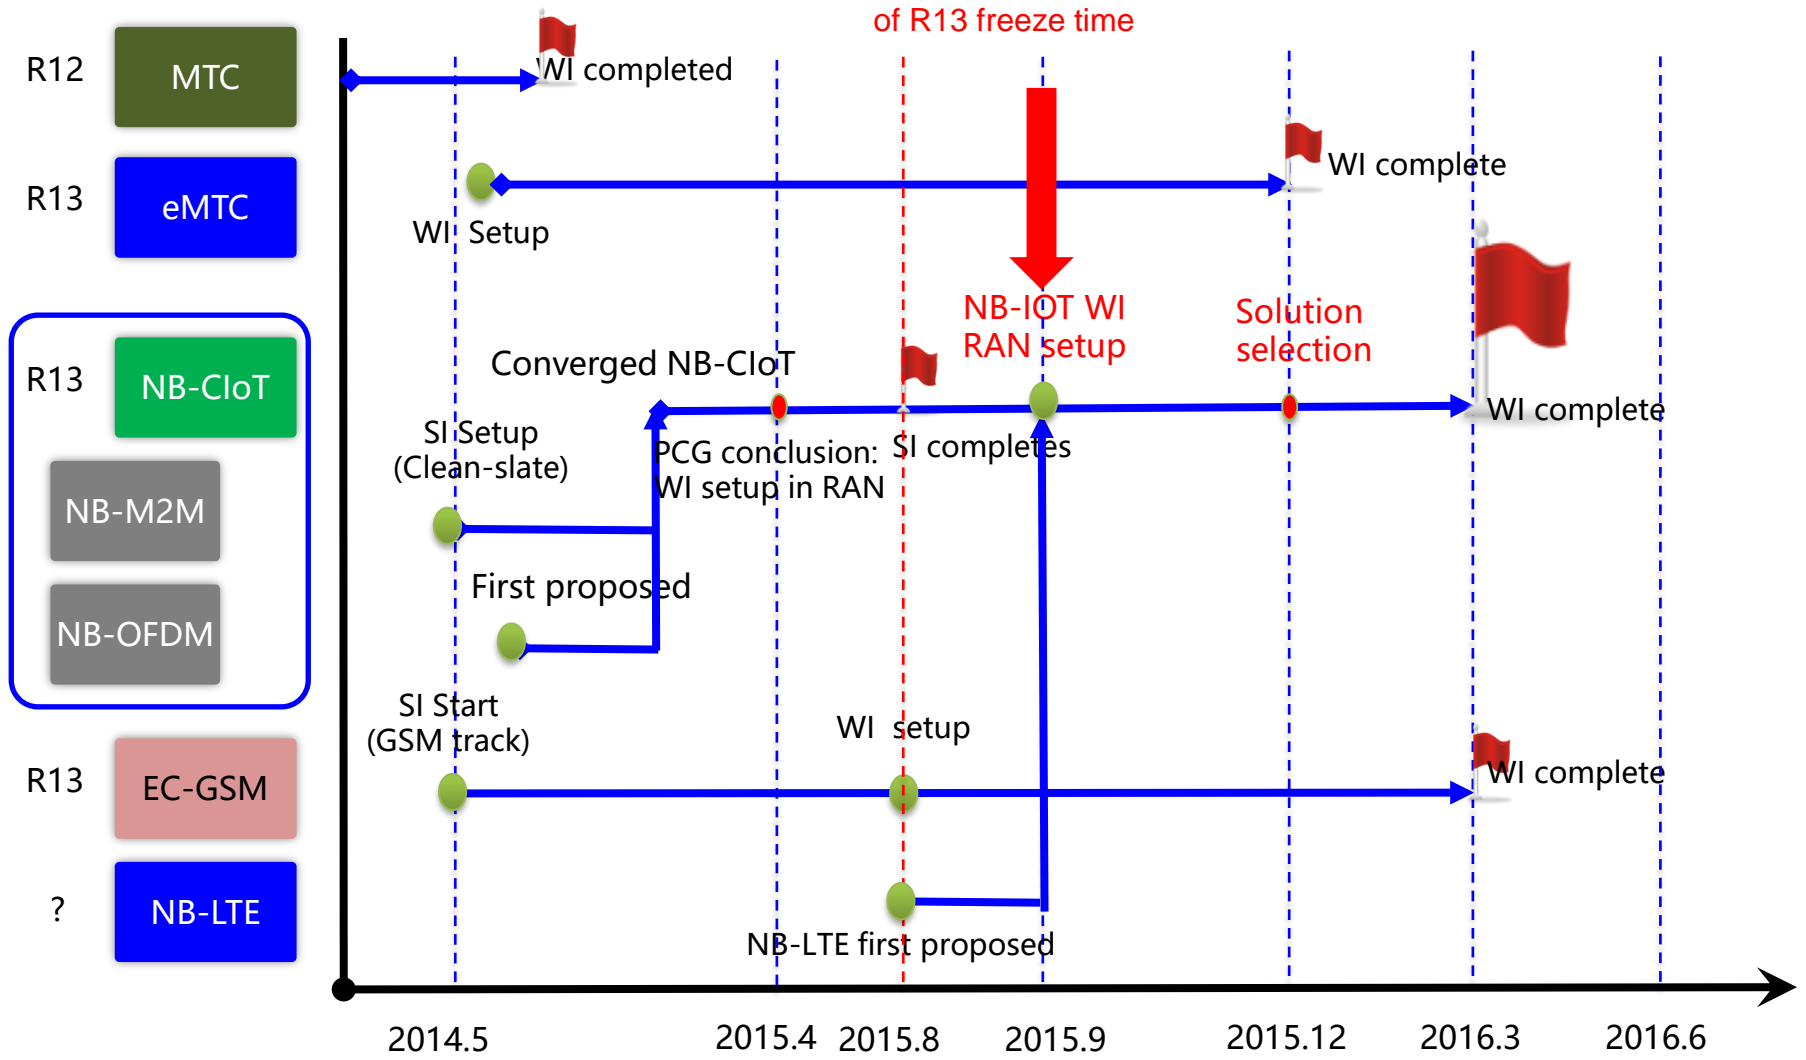 of R13 freeze time
R12
MTC
WI completed
R13
eMTC
WI complete
WI Setup
NB-IOT WI
RAN setup
Solution
selection
R13
NB-CIoT
Converged NB-CIoT
WI complete
SI Setup
(Clean-slate)
PCG conclusion:
WI setup in RAN
SI completes
NB-M2M
First proposed
NB-OFDM
SI Start
(GSM track)
WI setup
R13
EC-GSM
WI complete
?
NB-LTE
NB-LTE first proposed
2014.5
2015.4
2015.8
2015.9
2015.12
2016.3
2016.6